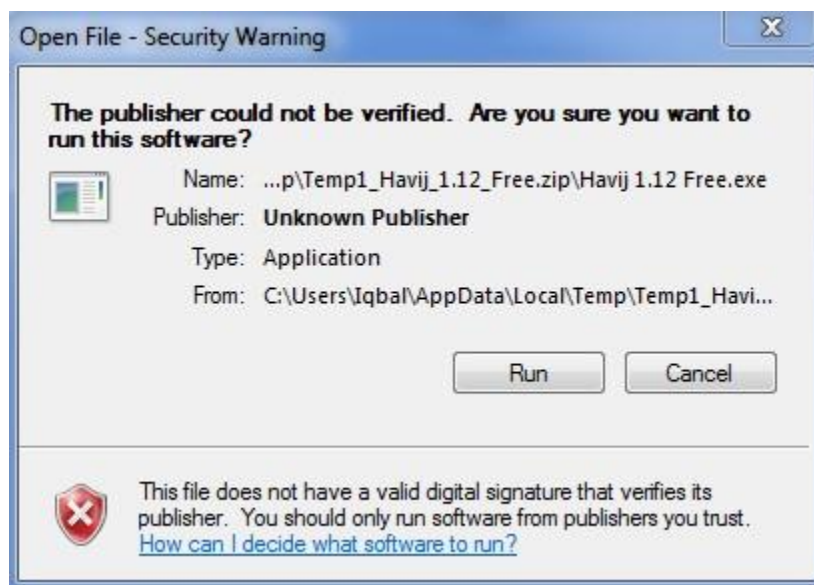 Open File - Security Warning
The publisher could not be verified. Are you sure you want to
run this software?
Name: ...p\Temp1_Havij_1.12_Free.zip\Havij 1.12 Free.exe
Publisher: Unknown Publisher
Type: Application
From: C:\Users\Iqbal\AppData\Local\Temp\Temp1_Havi...
Run Cancel
This file does not have a valid digital signature that verifies its
publisher. You should only run software from publishers you trust.
How can I decide what software to run?